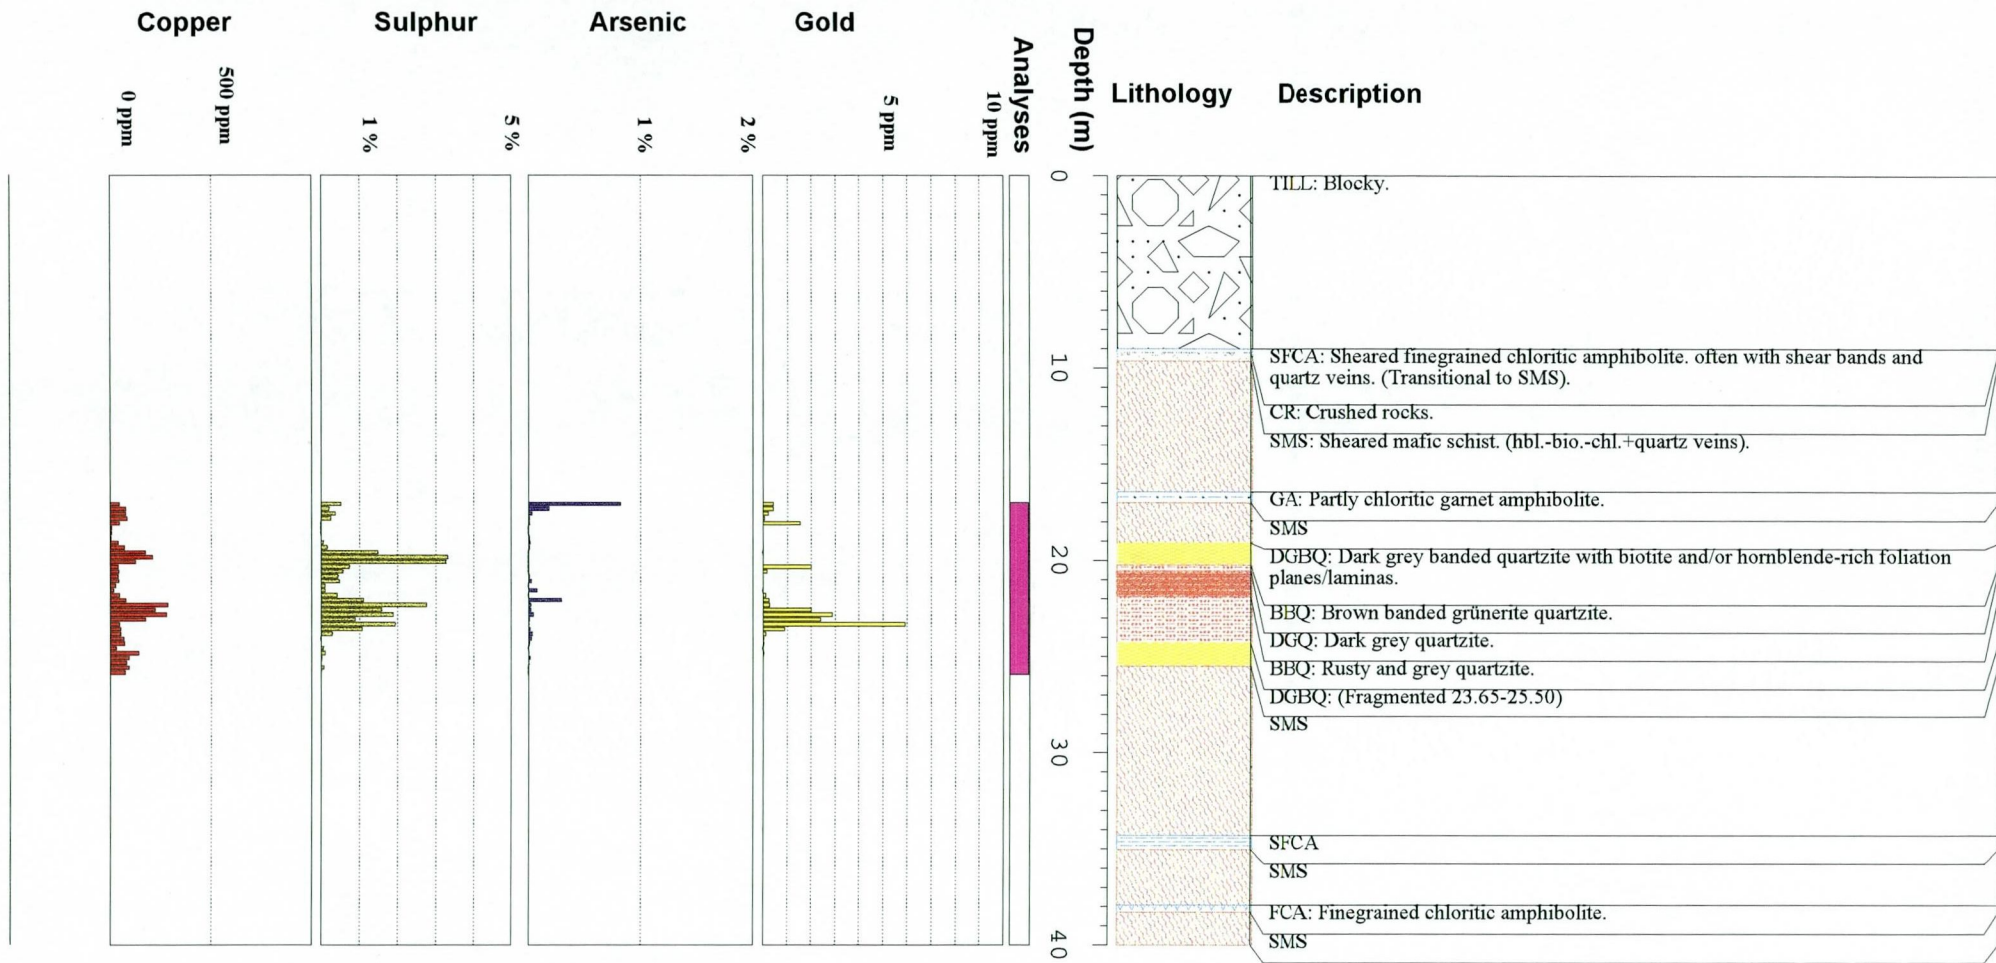 Copper
Sulphur
Arsenic
Gold
Analyses
Depth (m)
Lithology
Description
0 ppm
500 ppm
1 %
5 %
1 %
2 %
5 ppm
10 ppm
0
10
20
30
40
TILL: Blocky.
SFCA: Sheared finegrained chloritic amphibolite. often with shear bands and
quartz veins. (Transitional to SMS).
CR: Crushed rocks.
SMS: Sheared mafic schist. (hbl.-bio.-chl.+quartz veins).
GA: Partly chloritic garnet amphibolite.
SMS
DGBQ: Dark grey banded quartzite with biotite and/or hornblende-rich foliation
planes/laminas.
BBQ: Brown banded grünerite quartzite.
DGQ: Dark grey quartzite.
BBQ: Rusty and grey quartzite.
DGBQ: (Fragmented 23.65-25.50)
SMS
SFCA
SMS
FCA: Finegrained chloritic amphibolite.
SMS